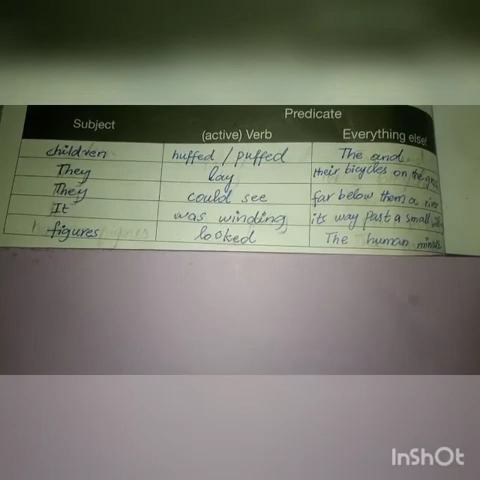 Predicate
Subject (active) Verb Everything else!
children huffed / puffed The and
They lay their bicycles on the
They could see far below them a river
It was winding its way past a small
figures looked The human
InShOt